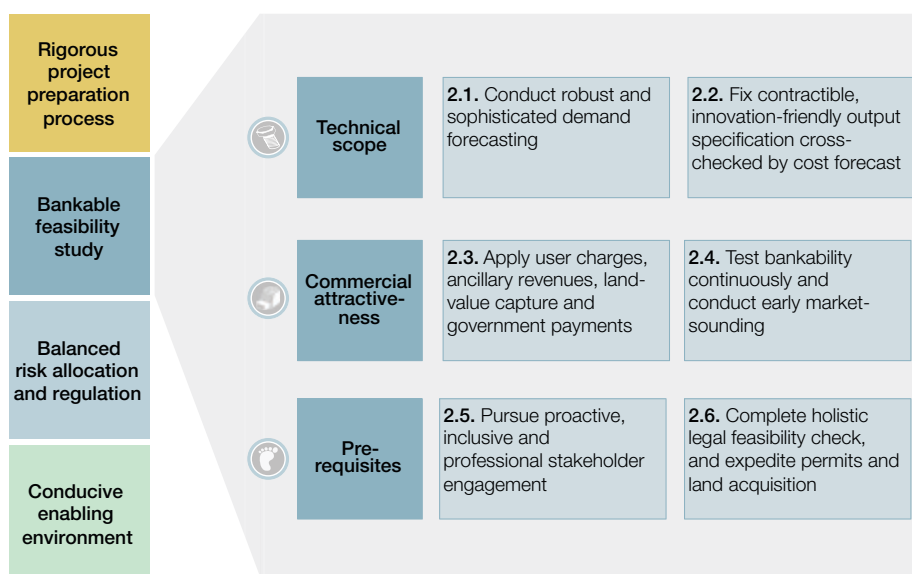 Rigorous
project
preparation
process
Bankable
feasibility
study
Balanced
risk allocation
and regulation
Conducive
enabling
environment
Technical
scope
2.1. Conduct robust and
sophisticated demand
forecasting
2.2. Fix contractible,
innovation-friendly output
specification cross-
checked by cost forecast
Commercial
attractive-
ness
2.3. Apply user charges,
ancillary revenues, land-
value capture and
government payments
2.4. Test bankability
continuously and
conduct early market-
sounding
Pre-
requisites
2.5. Pursue proactive,
inclusive and
professional stakeholder
engagement
2.6. Complete holistic
legal feasibility check,
and expedite permits and
land acquisition